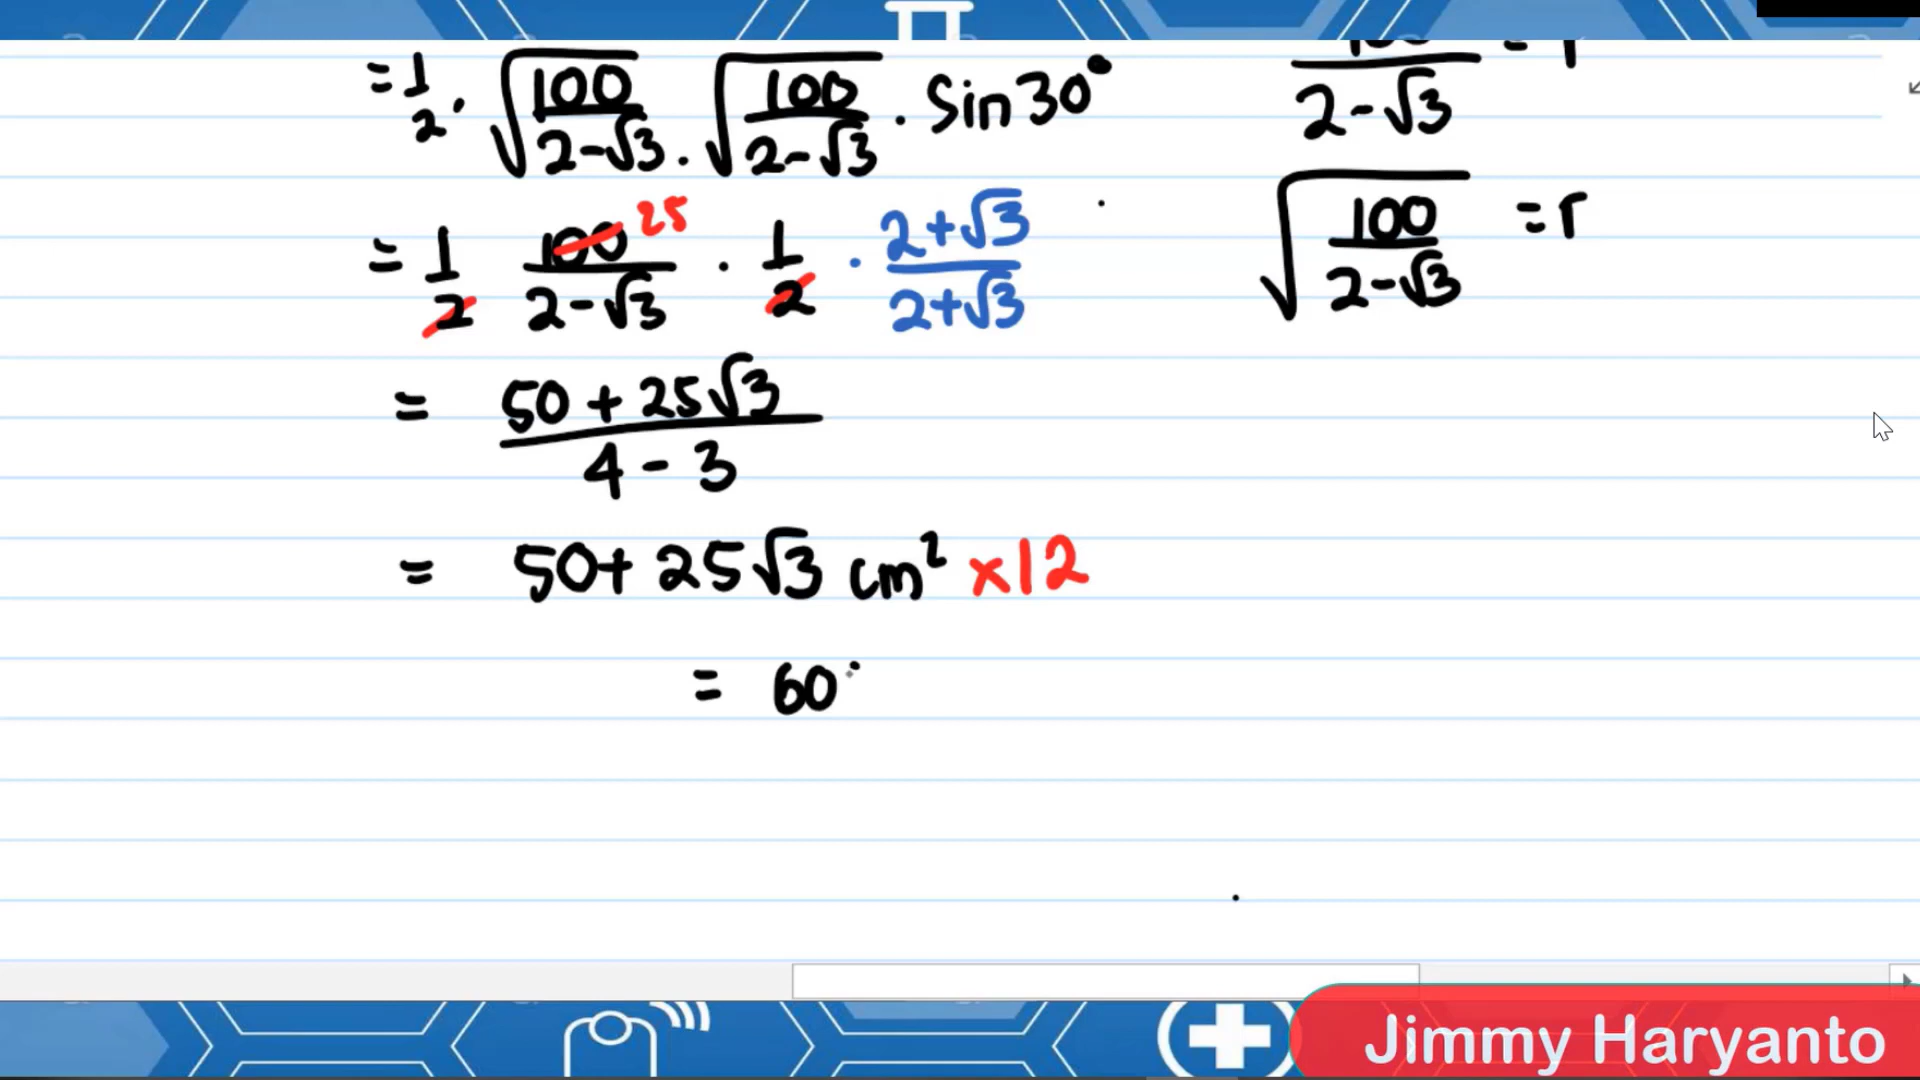 = 1/2 · √(100/(2-√3)) · √(100/(2-√3)) · Sin 30°
= 1/2 100/(2-√3) · 1/2 · (2+√3)/(2+√3)
25
= (50 + 25√3)/(4 - 3)
= 50 + 25√3 cm² ×12
= 60
100/(2-√3) = r
√(100/(2-√3)) = r
Jimmy Haryanto